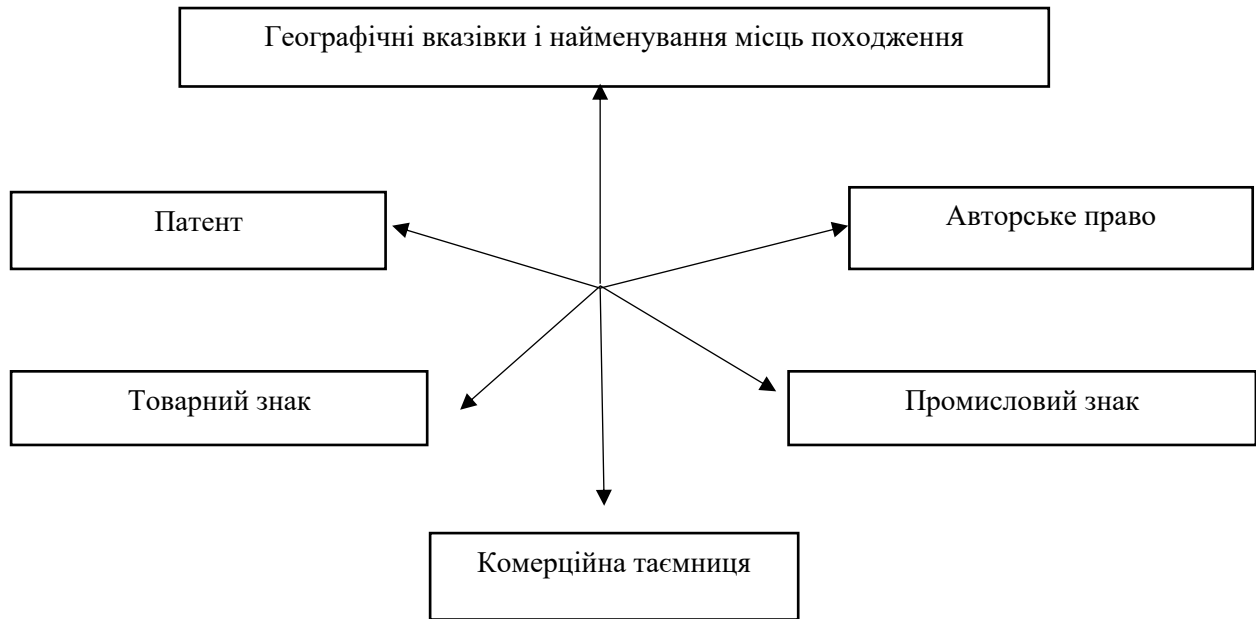 Географічні вказівки і найменування місць походження
Патент
Авторське право
Товарний знак
Промисловий знак
Комерційна таємниця